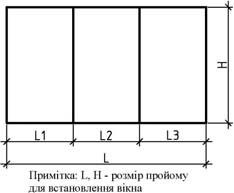 H
L1 L2 L3
L
Примітка: L, H - розмір пройому
для встановлення вікна